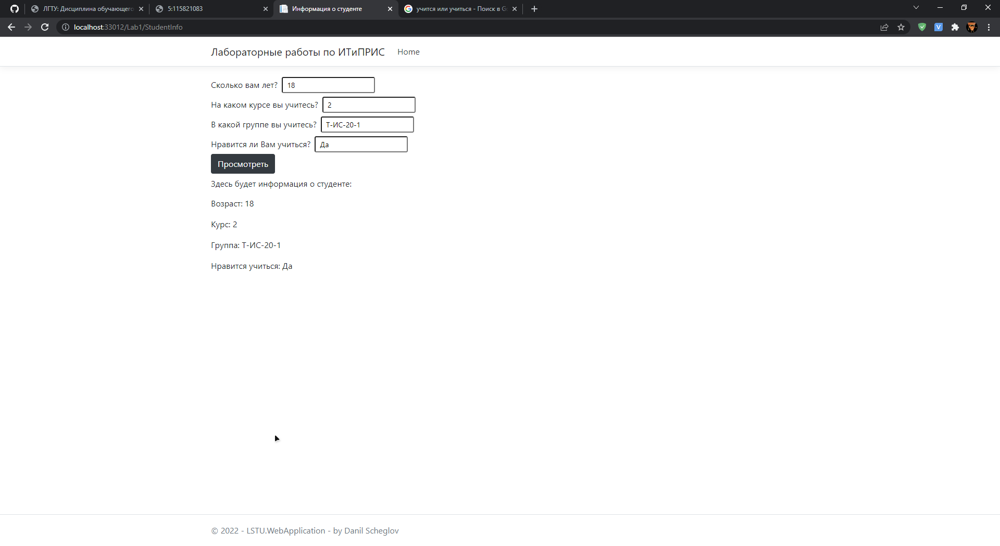 ЛГТУ: Дисциплина обучающего
5:115821083
Информация о студенте
учится или учиться - Поиск в Go
localhost:33012/Lab1/StudentInfo
Лабораторные работы по ИТиПРИС Home
Сколько вам лет? 18
На каком курсе вы учитесь? 2
В какой группе вы учитесь? Т-ИС-20-1
Нравится ли Вам учиться? Да
Просмотреть
Здесь будет информация о студенте:
Возраст: 18
Курс: 2
Группа: Т-ИС-20-1
Нравится учиться: Да
© 2022 - LSTU.WebApplication - by Danil Scheglov